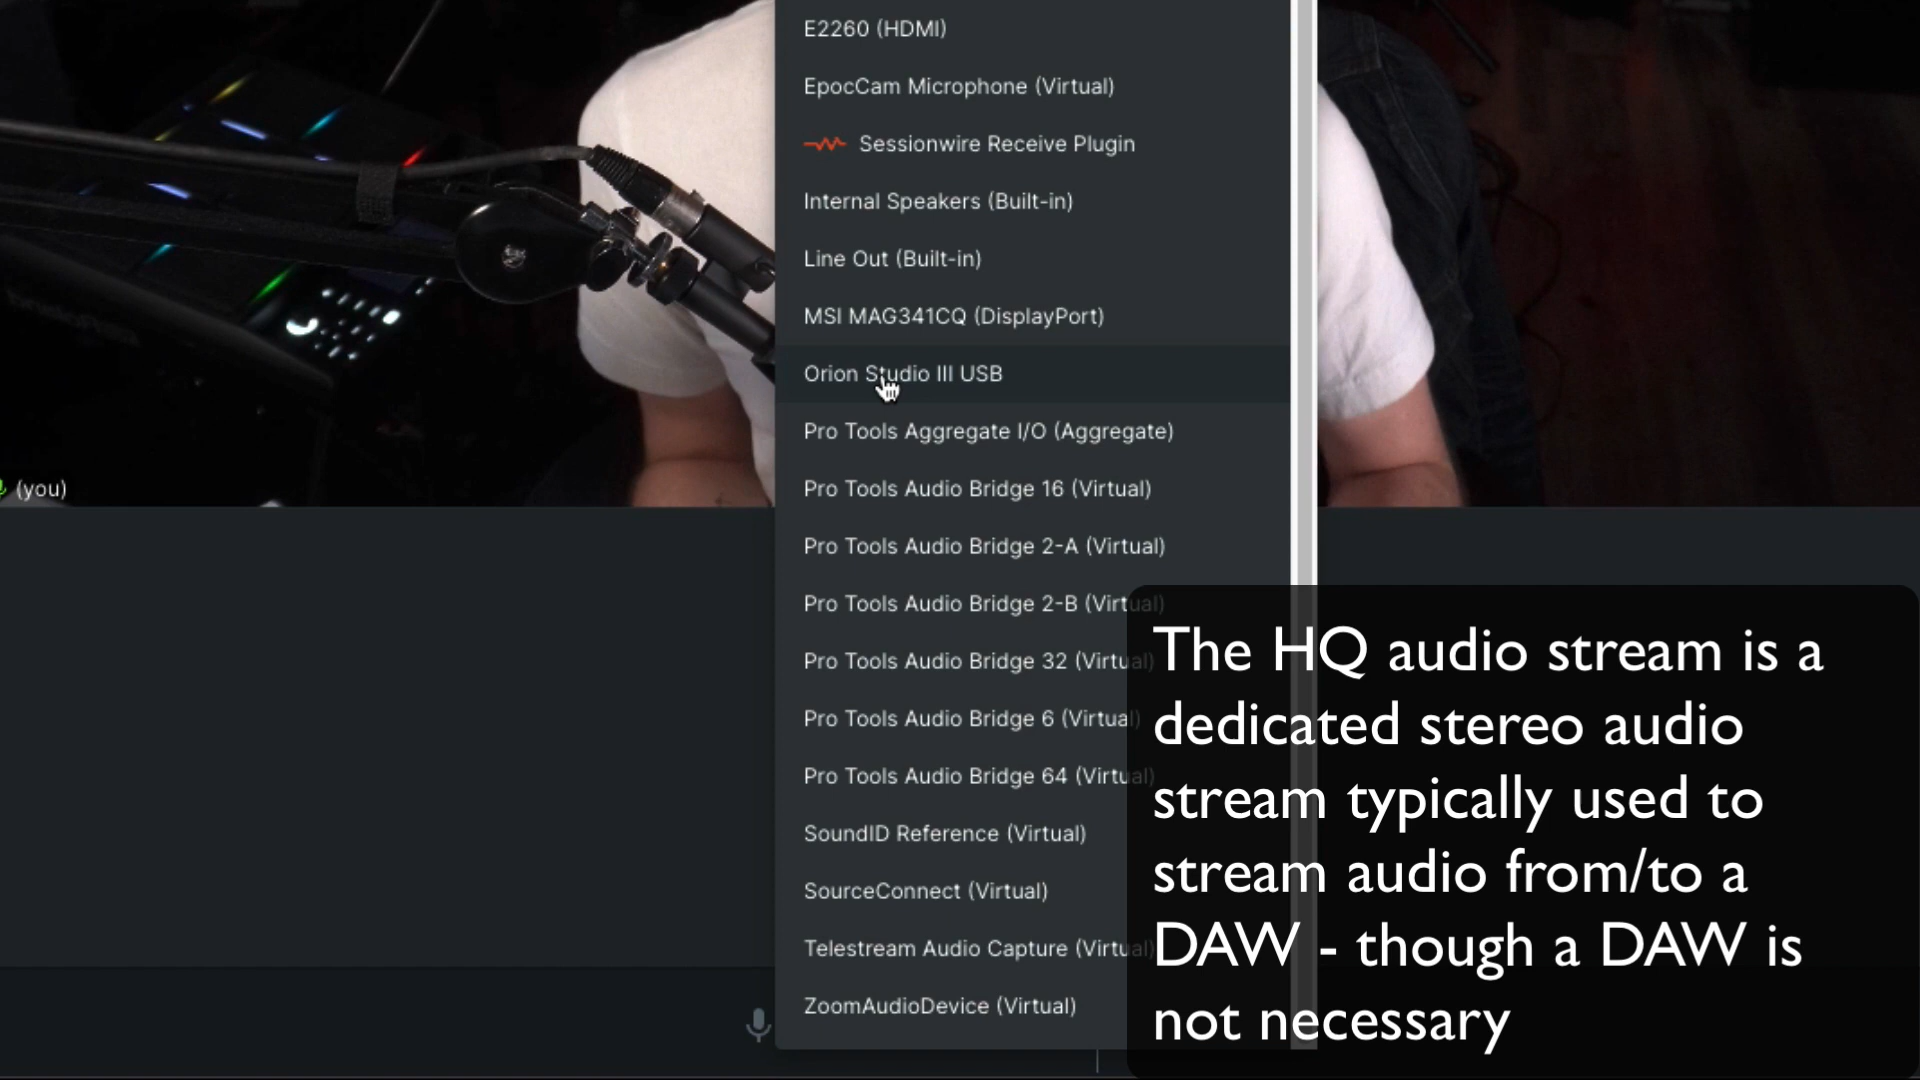 E2260 (HDMI)
EpocCam Microphone (Virtual)
Sessionwire Receive Plugin
Internal Speakers (Built-in)
Line Out (Built-in)
MSI MAG341CQ (DisplayPort)
Orion Studio III USB
Pro Tools Aggregate I/O (Aggregate)
Pro Tools Audio Bridge 16 (Virtual)
(you)
Pro Tools Audio Bridge 2-A (Virtual)
Pro Tools Audio Bridge 2-B (Virtual)
Pro Tools Audio Bridge 32 (Virtual)
Pro Tools Audio Bridge 6 (Virtual)
Pro Tools Audio Bridge 64 (Virtual)
SoundID Reference (Virtual)
SourceConnect (Virtual)
Telestream Audio Capture (Virtual)
ZoomAudioDevice (Virtual)
The HQ audio stream is a
dedicated stereo audio
stream typically used to
stream audio from/to a
DAW - though a DAW is
not necessary